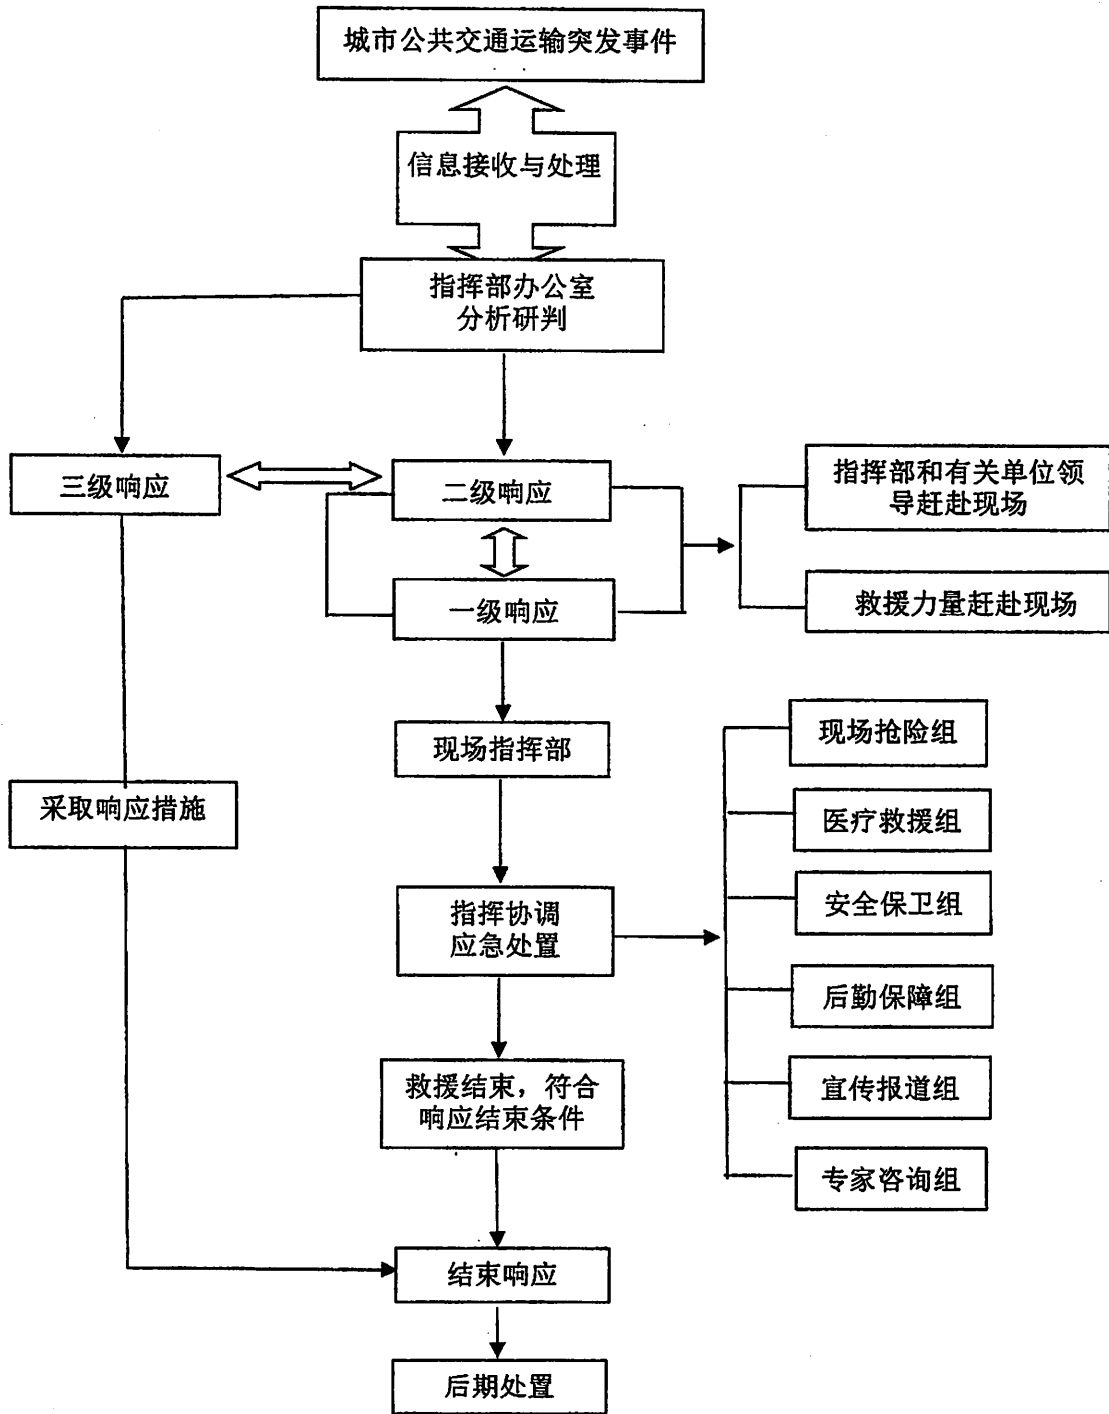 城市公共交通运输突发事件
信息接收与处理
指挥部办公室
分析研判
三级响应
二级响应
一级响应
指挥部和有关单位领
导赶赴现场
救援力量赶赴现场
现场指挥部
采取响应措施
指挥协调
应急处置
现场抢险组
医疗救援组
安全保卫组
后勤保障组
宣传报道组
专家咨询组
救援结束，符合
响应结束条件
结束响应
后期处置